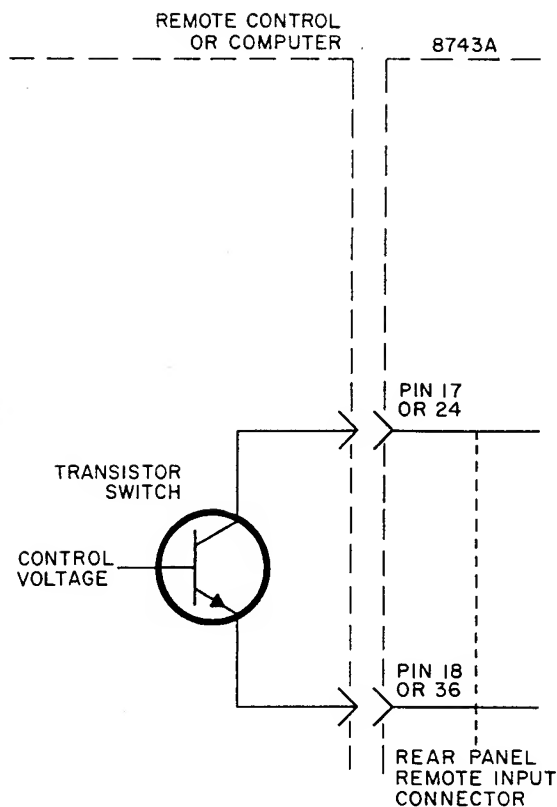 REMOTE CONTROL
OR COMPUTER
8743A
PIN 17
OR 24
TRANSISTOR
SWITCH
CONTROL
VOLTAGE
PIN 18
OR 36
REAR PANEL
REMOTE INPUT
CONNECTOR